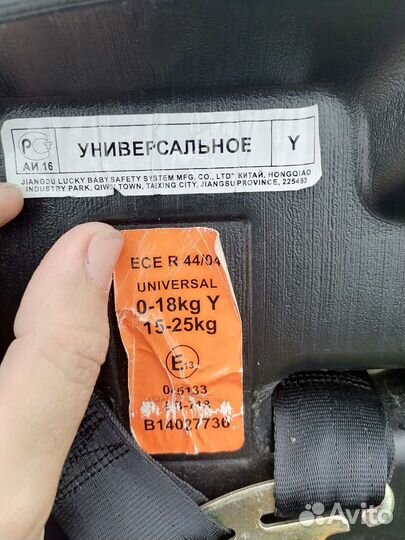 РСТ
АИ 16
УНИВЕРСАЛЬНОЕ
Y
JIANGSU LUCKY BABY SAFETY SYSTEM MFG. CO., LTD" КИТАЙ, HONGQIAO
INDUSTRY PARK, QIWEI TOWN, TAIXING CITY, JIANGSU PROVINCE, 225453
ECE R 44/04
UNIVERSAL
0-18kg Y
15-25kg
E13
045133
B14027736
Avito